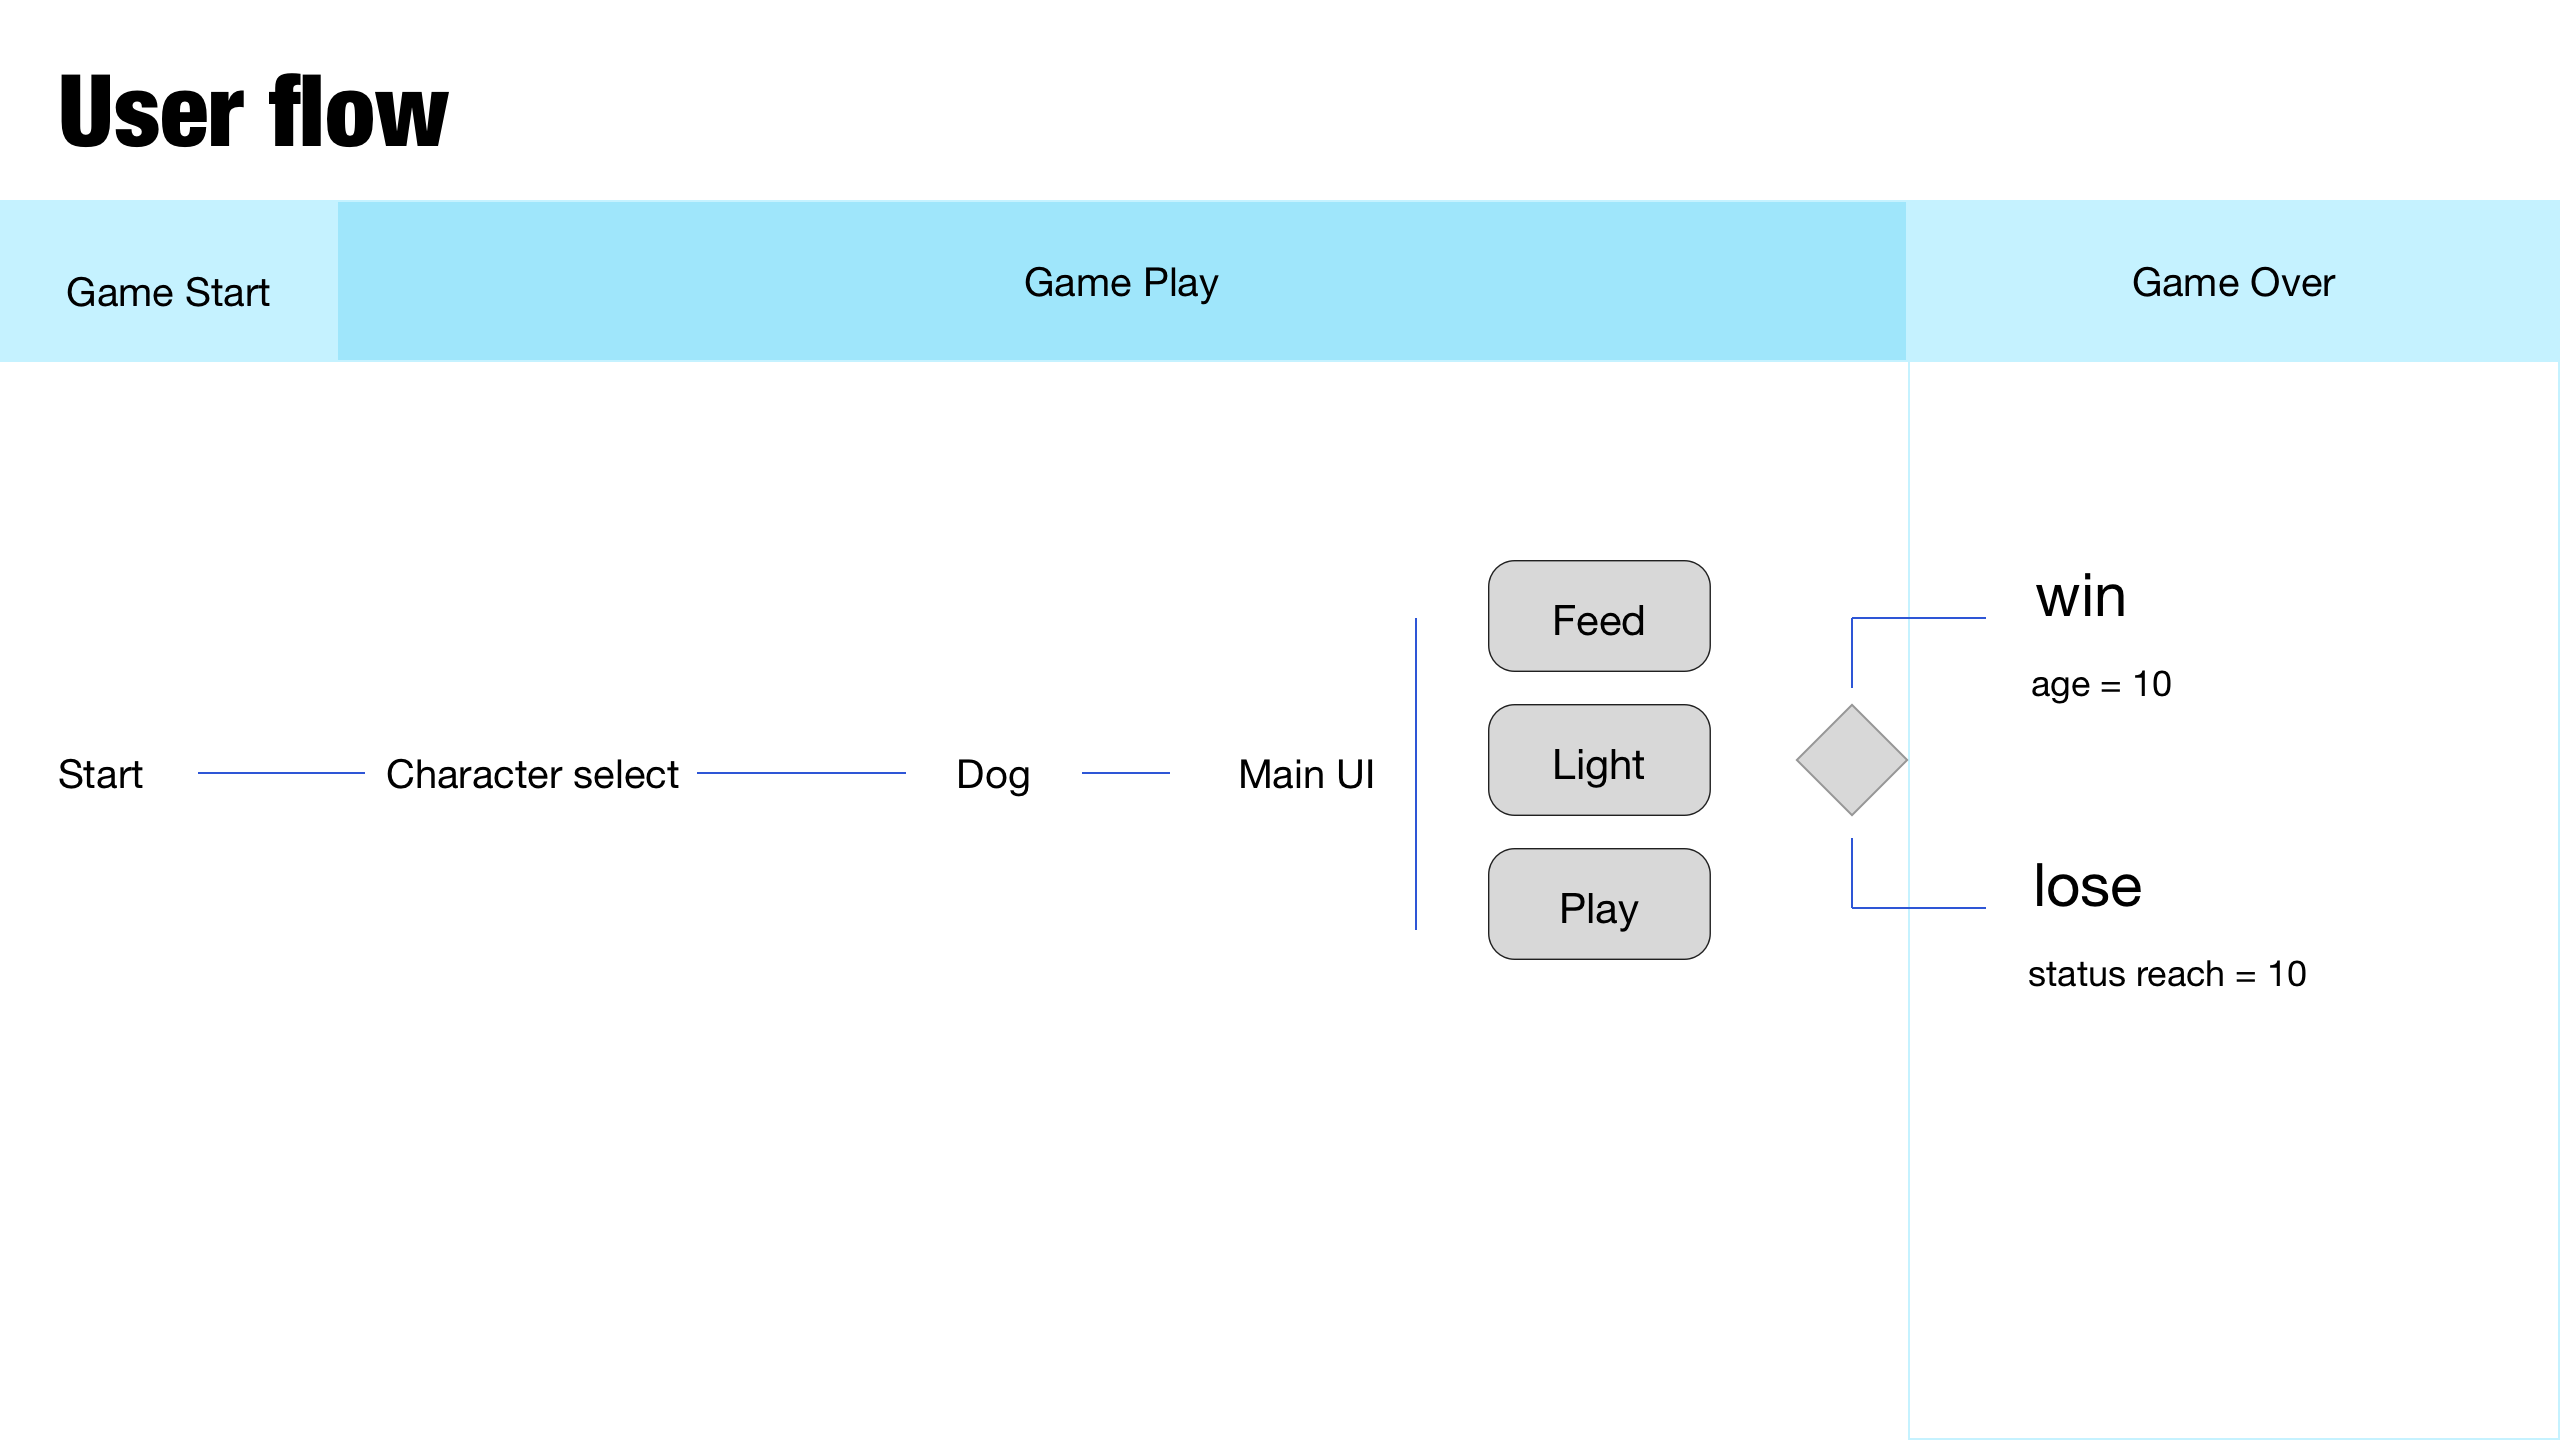 User flow
Game Start
Game Play
Game Over
Start
Character select
Dog
Main UI
Feed
Light
Play
win
age = 10
lose
status reach = 10